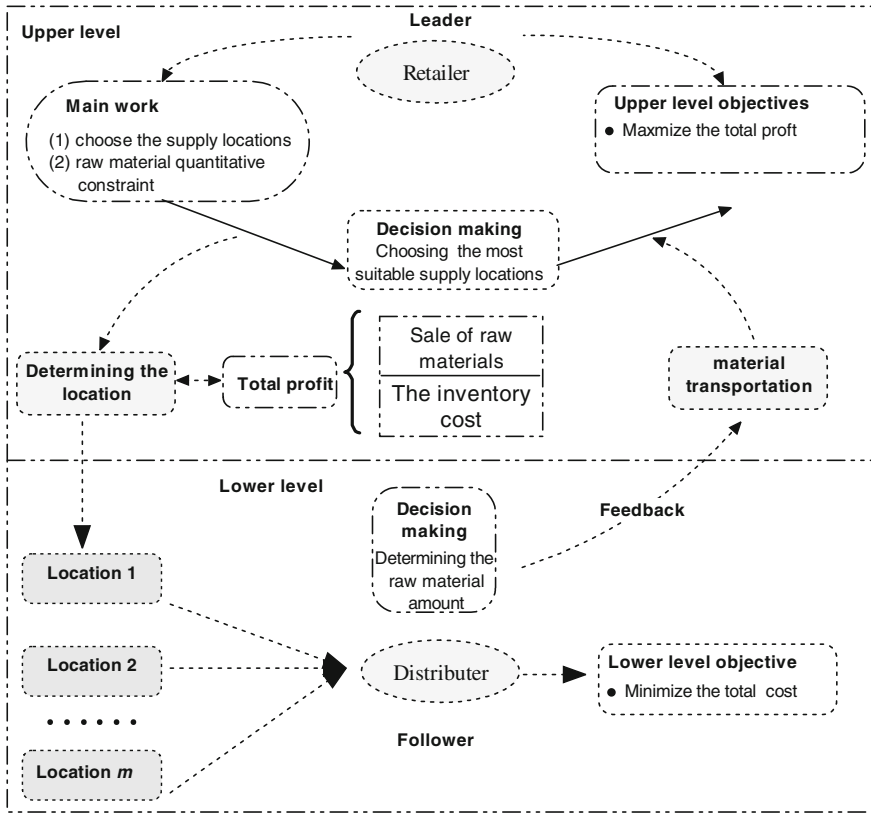 Leader
Upper level
Retailer
Main work
(1) choose the supply locations
(2) raw material quantitative
constraint
Upper level objectives
● Maxmize the total proft
Decision making
Choosing the most
suitable supply locations
Determining the
location
Total profit
Sale of raw
materials
The inventory
cost
material
transportation
Lower level
Decision
making
Determining the
raw material
amount
Feedback
Location 1
Location 2
......
Location m
Distributer
Follower
Lower level objective
● Minimize the total cost